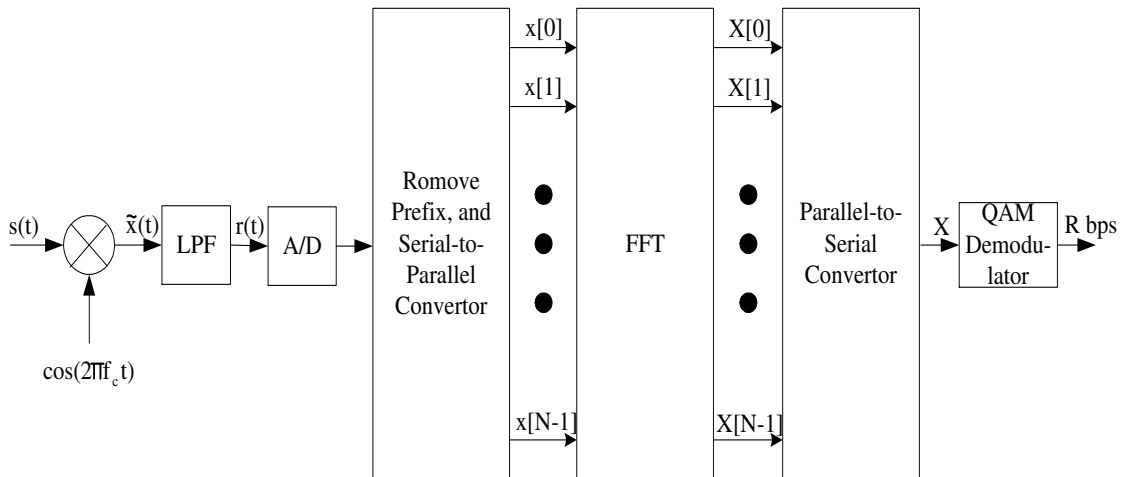 s(t)
cos(2πf_c t)
x̃(t)
LPF
r(t)
A/D
Romove
Prefix, and
Serial-to-
Parallel
Convertor
x[0]
x[1]
x[N-1]
FFT
X[0]
X[1]
X[N-1]
Parallel-to-
Serial
Convertor
X
QAM
Demodu-
lator
R bps